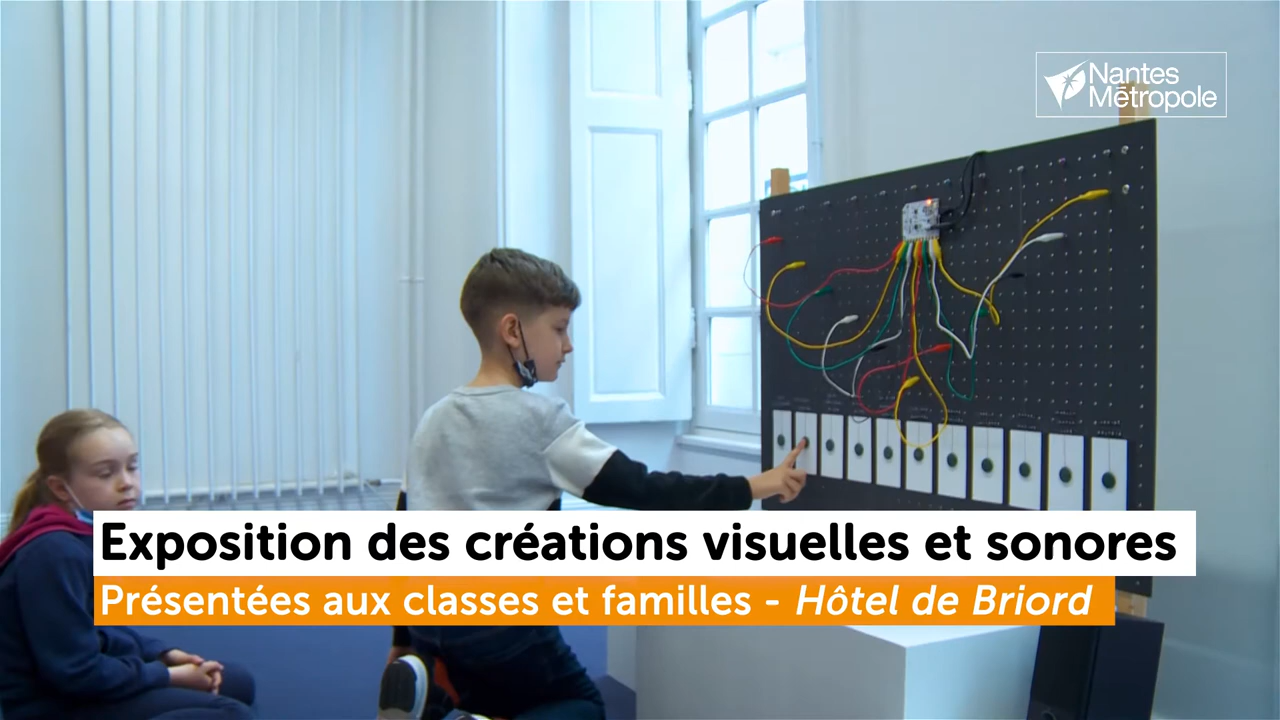 Nantes
Métropole
Exposition des créations visuelles et sonores
Présentées aux classes et familles - Hôtel de Briord